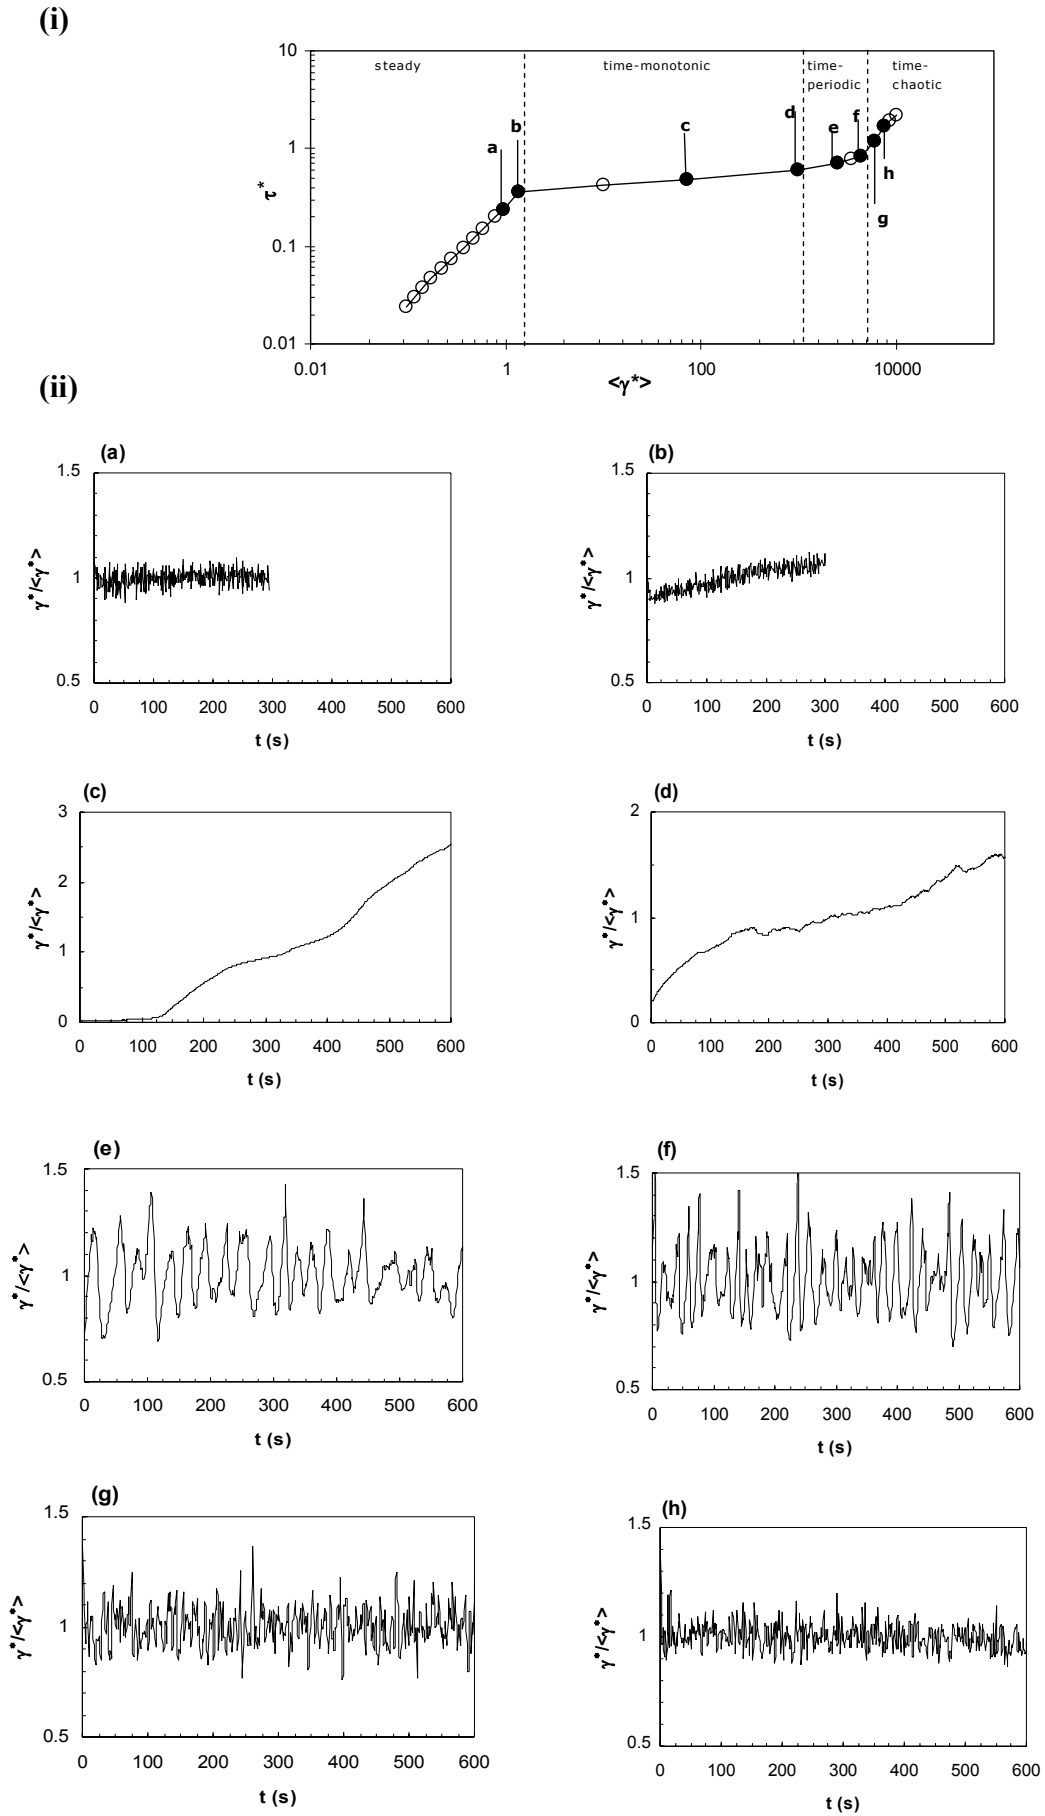 (i)
10
steady
time-monotonic
time-
periodic
time-
chaotic
a
b
c
d
e
f
g
h
1
0.1
0.01
τ*
0.01
1
100
10000
<γ*>
(ii)
(a)
1.5
1
0.5
γ*/<γ*>
0
100
200
300
400
500
600
t (s)
(b)
1.5
1
0.5
γ*/<γ*>
0
100
200
300
400
500
600
t (s)
(c)
3
2
1
0
γ*/<γ*>
0
100
200
300
400
500
600
t (s)
(d)
2
1
0
γ*/<γ*>
0
100
200
300
400
500
600
t (s)
(e)
1.5
1
0.5
γ*/<γ*>
0
100
200
300
400
500
600
t (s)
(f)
1.5
1
0.5
γ*/<γ*>
0
100
200
300
400
500
600
t (s)
(g)
1.5
1
0.5
γ*/<γ*>
0
100
200
300
400
500
600
t (s)
(h)
1.5
1
0.5
γ*/<γ*>
0
100
200
300
400
500
600
t (s)